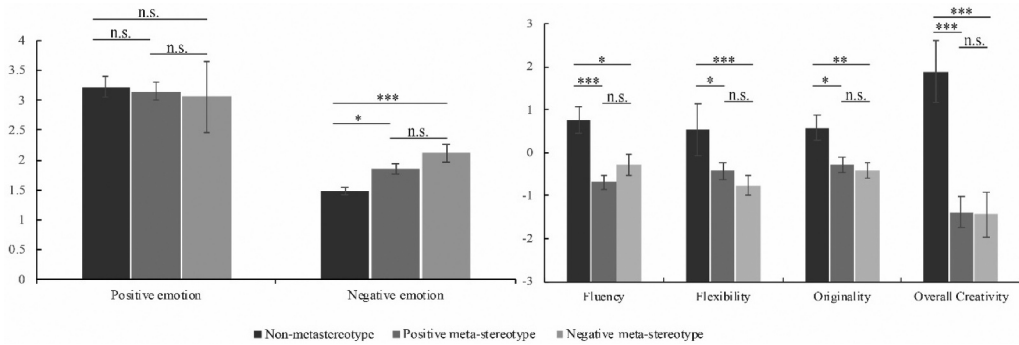 n.s.
n.s.
n.s.
***
*
n.s.
4
3.5
3
2.5
2
1.5
1
0.5
0
Positive emotion
Negative emotion
***
***
n.s.
*
***
n.s.
***
*
n.s.
**
*
n.s.
3
2
1
0
-1
-2
-3
Fluency
Flexibility
Originality
Overall Creativity
Non-metastereotype
Positive meta-stereotype
Negative meta-stereotype